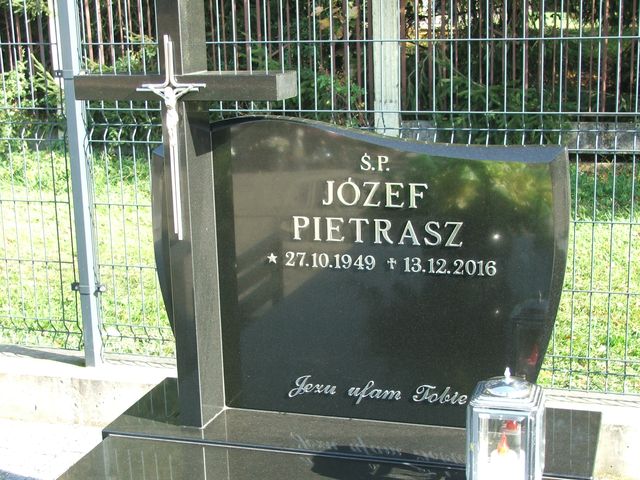 Ś.P.
JÓZEF
PIETRASZ
★ 27.10.1949 ✝ 13.12.2016
Jezu ufam Tobie